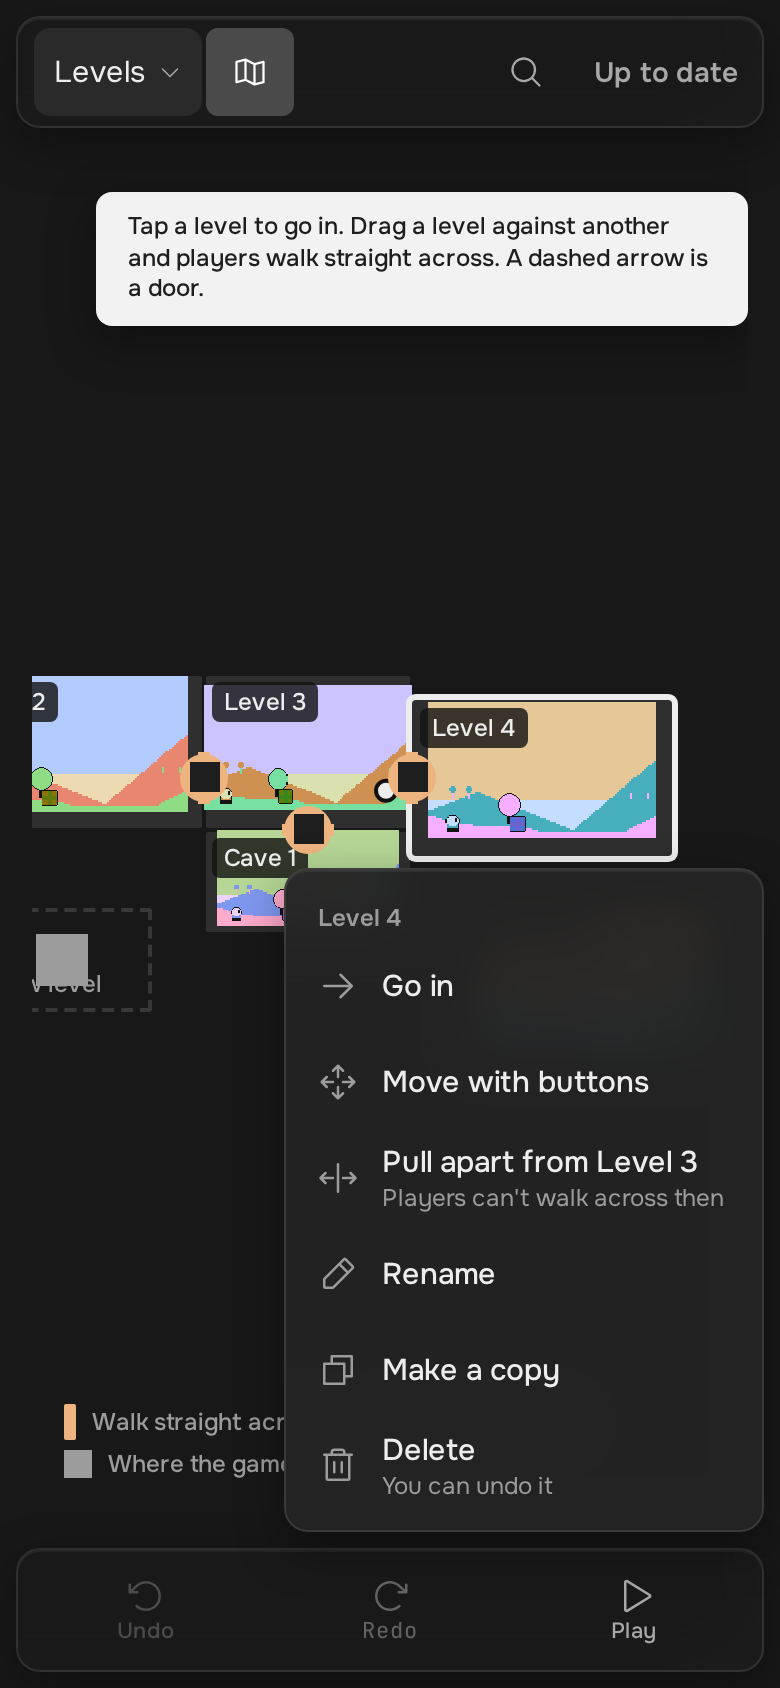 Levels
Up to date
Tap a level to go in. Drag a level against another
and players walk straight across. A dashed arrow is
a door.
2
Level 3
Level 4
Cave 1
level
Level 4
Go in
Move with buttons
Pull apart from Level 3
Players can't walk across then
Rename
Make a copy
Delete
You can undo it
Walk straight
Where the
Undo
Redo
Play